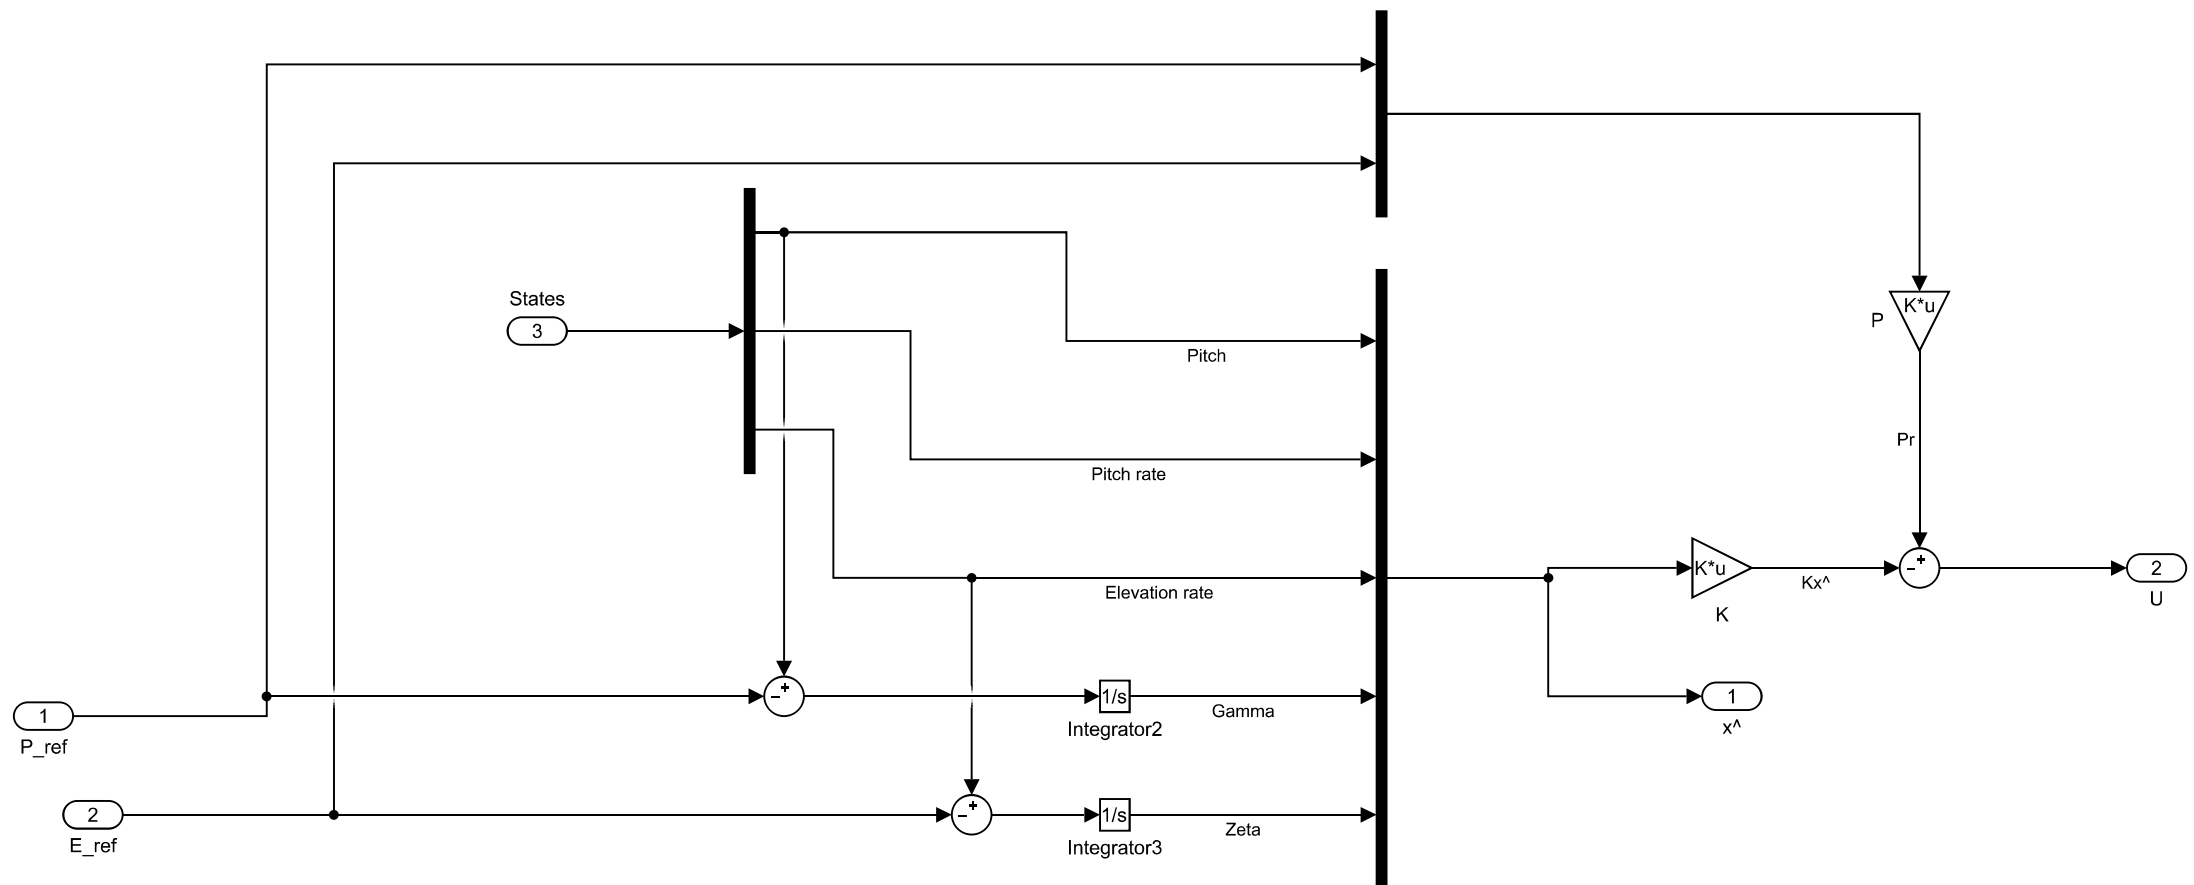 K*u
P
States
3
Pitch
Pr
Pitch rate
K*u
Kx^
+
−
2
Elevation rate
U
K
+
−
1/s
Gamma
1
1
Integrator2
x^
P_ref
+
−
1/s
2
Zeta
E_ref
Integrator3